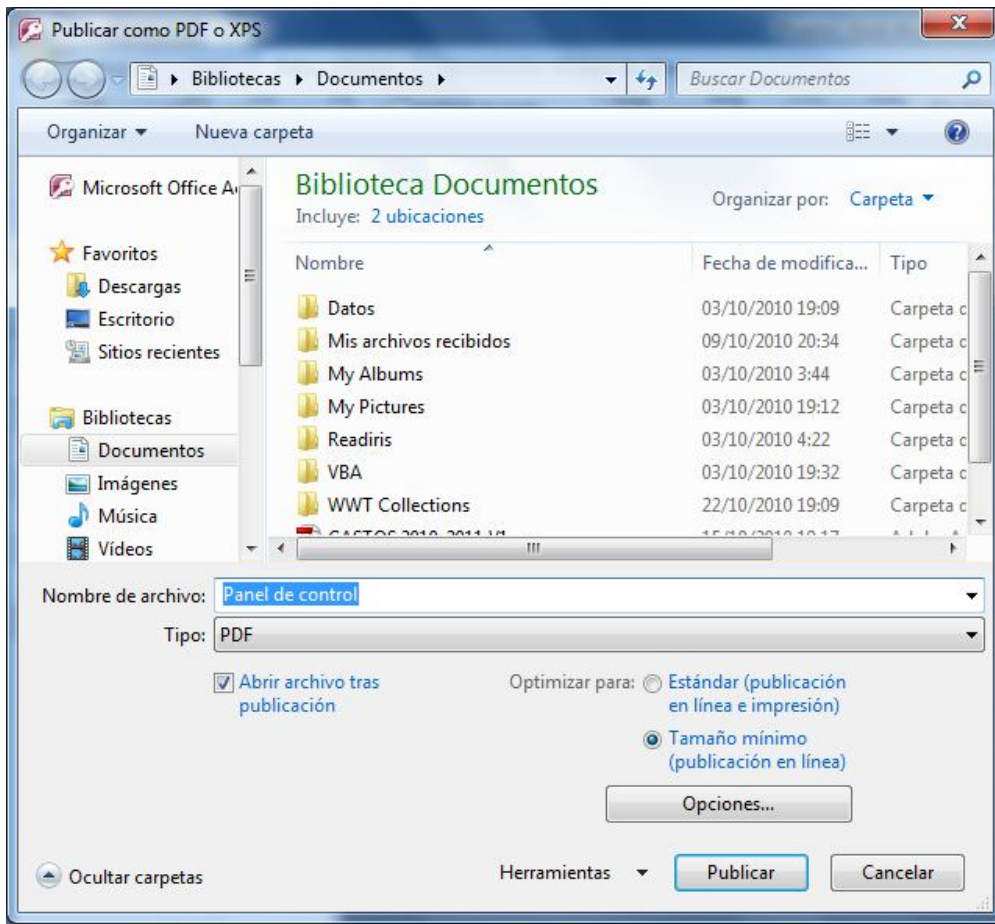 Publicar como PDF o XPS
Bibliotecas Documentos
Buscar Documentos
Organizar Nueva carpeta
Microsoft Office A
Favoritos
Descargas
Escritorio
Sitios recientes
Bibliotecas
Documentos
Imágenes
Música
Vídeos
Biblioteca Documentos
Incluye: 2 ubicaciones
Organizar por: Carpeta
Nombre Fecha de modifica... Tipo
Datos 03/10/2010 19:09 Carpeta
Mis archivos recibidos 09/10/2010 20:34 Carpeta
My Albums 03/10/2010 3:44 Carpeta
My Pictures 03/10/2010 19:12 Carpeta
Readiris 03/10/2010 4:22 Carpeta
VBA 03/10/2010 19:32 Carpeta
WWT Collections 22/10/2010 19:09 Carpeta
Nombre de archivo: Panel de control
Tipo: PDF
Abrir archivo tras
publicación
Optimizar para: Estándar (publicación
en línea e impresión)
Tamaño mínimo
(publicación en línea)
Opciones...
Ocultar carpetas
Herramientas Publicar Cancelar